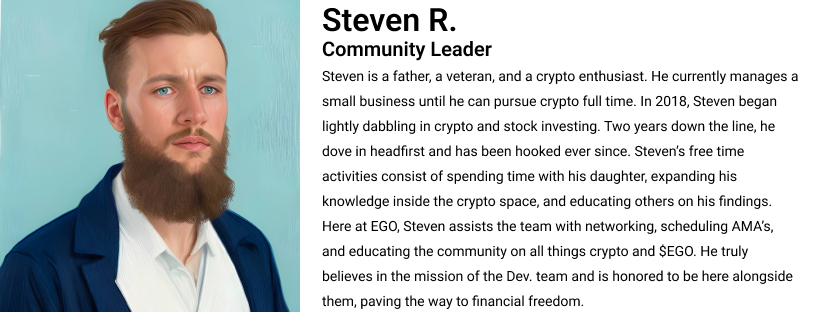 Steven R.
Community Leader
Steven is a father, a veteran, and a crypto enthusiast. He currently manages a
small business until he can pursue crypto full time. In 2018, Steven began
lightly dabbling in crypto and stock investing. Two years down the line, he
dove in headfirst and has been hooked ever since. Steven’s free time
activities consist of spending time with his daughter, expanding his
knowledge inside the crypto space, and educating others on his findings.
Here at EGO, Steven assists the team with networking, scheduling AMA’s,
and educating the community on all things crypto and $EGO. He truly
believes in the mission of the Dev. team and is honored to be here alongside
them, paving the way to financial freedom.